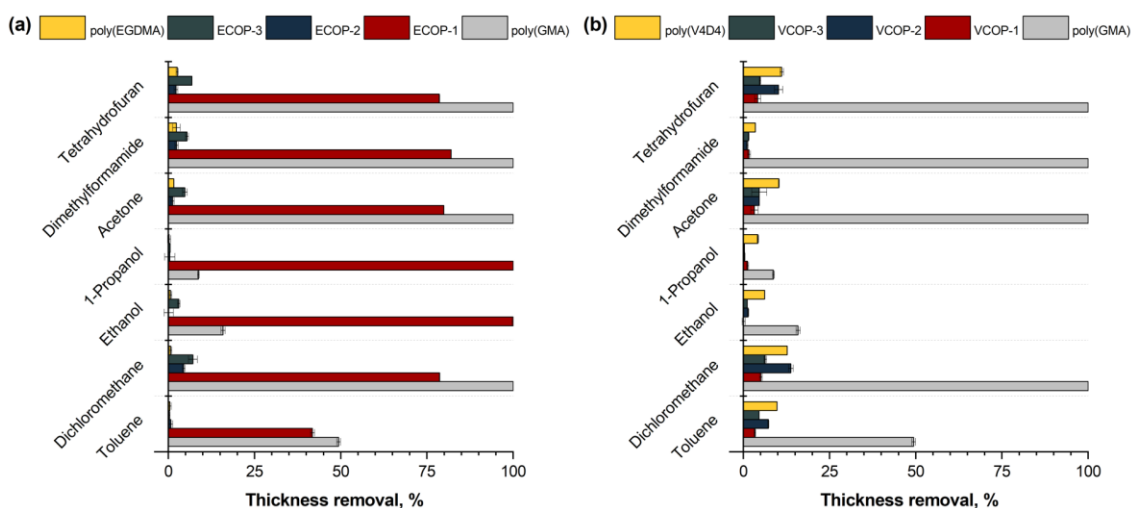 (a) poly(EGDMA) ECOP-3 ECOP-2 ECOP-1 poly(GMA)
Tetrahydrofuran
Dimethylformamide
Acetone
1-Propanol
Ethanol
Dichloromethane
Toluene
0 25 50 75 100
Thickness removal, %
(b) poly(V4D4) VCOP-3 VCOP-2 VCOP-1 poly(GMA)
Tetrahydrofuran
Dimethylformamide
Acetone
1-Propanol
Ethanol
Dichloromethane
Toluene
0 25 50 75 100
Thickness removal, %